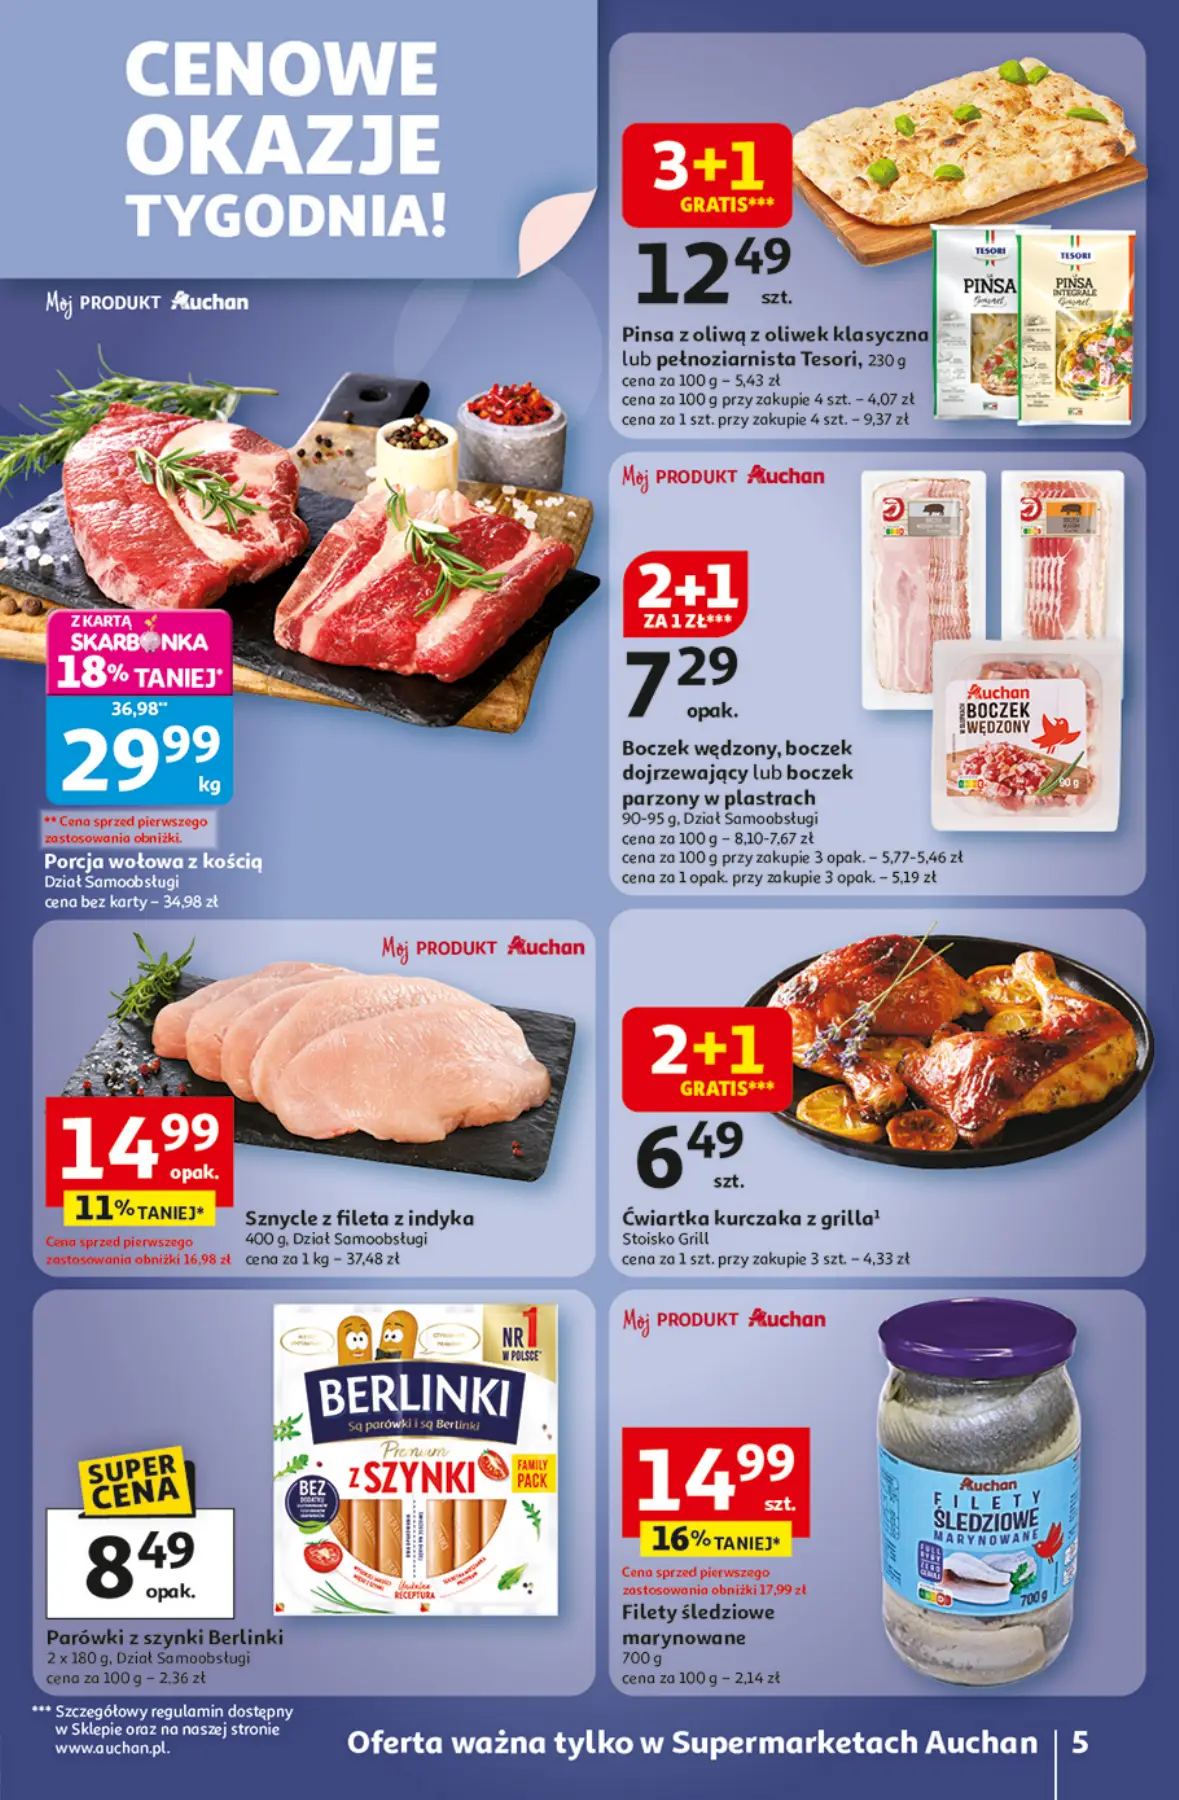 CENOWE
OKAZJE
TYGODNIA!
Mój PRODUKT Auchan
Z KARTĄ
SKARBONKA
18% TANIEJ*
36,98**
29 99
kg
** Cena sprzed pierwszego
zastosowania obniżki.
Porcja wołowa z kością
Dział Samoobsługi
cena bez karty – 34,98 zł
3+1
GRATIS***
12 49
szt.
TESORI
PINSA
Gourmet
TESORI
PINSA
INTEGRALE
Gourmet
Pinsa z oliwą z oliwek klasyczna
lub pełnoziarnista Tesori, 230 g
cena za 100 g – 5,43 zł
cena za 100 g przy zakupie 4 szt. – 4,07 zł
cena za 1 szt. przy zakupie 4 szt. – 9,37 zł
Mój PRODUKT Auchan
2+1
ZA 1 ZŁ***
7 29
opak.
Auchan
BOCZEK
WĘDZONY
90 g
Boczek wędzony, boczek
dojrzewający lub boczek
parzony w plastrach
90-95 g, Dział Samoobsługi
cena za 100 g – 8,10-7,67 zł
cena za 100 g przy zakupie 3 opak. – 5,77-5,46 zł
cena za 1 opak. przy zakupie 3 opak. – 5,19 zł
Mój PRODUKT Auchan
14 99
opak.
11% TANIEJ*
Cena sprzed pierwszego
zastosowania obniżki 16,98 zł
Sznycle z fileta z indyka
400 g, Dział Samoobsługi
cena za 1 kg – 37,48 zł
2+1
GRATIS***
6 49
szt.
Ćwiartka kurczaka z grilla¹
Stoisko Grill
cena za 1 szt. przy zakupie 3 szt. – 4,33 zł
NR 1
W POLSCE*
BERLINKI
Są parówki i są Berlinki
Premium
Z SZYNKI
FAMILY
PACK
BEZ
Unikalna
RECEPTURA
SUPER
CENA
8 49
opak.
Parówki z szynki Berlinki
2 x 180 g, Dział Samoobsługi
cena za 100 g – 2,36 zł
Mój PRODUKT Auchan
14 99
szt.
16% TANIEJ*
Cena sprzed pierwszego
zastosowania obniżki 17,99 zł
Filety śledziowe
marynowane
700 g
cena za 100 g – 2,14 zł
Auchan
FILETY
ŚLEDZIOWE
MARYNOWANE
700 g
*** Szczegółowy regulamin dostępny
w Sklepie oraz na naszej stronie
www.auchan.pl.
Oferta ważna tylko w Supermarketach Auchan
5